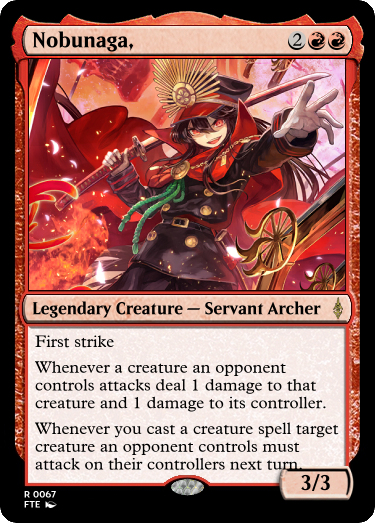 Nobunaga,
2
Legendary Creature — Servant Archer
First strike
Whenever a creature an opponent
controls attacks deal 1 damage to that
creature and 1 damage to its controller.
Whenever you cast a creature spell target
creature an opponent controls must
attack on their controllers next turn.
3/3
R 0067
FTE